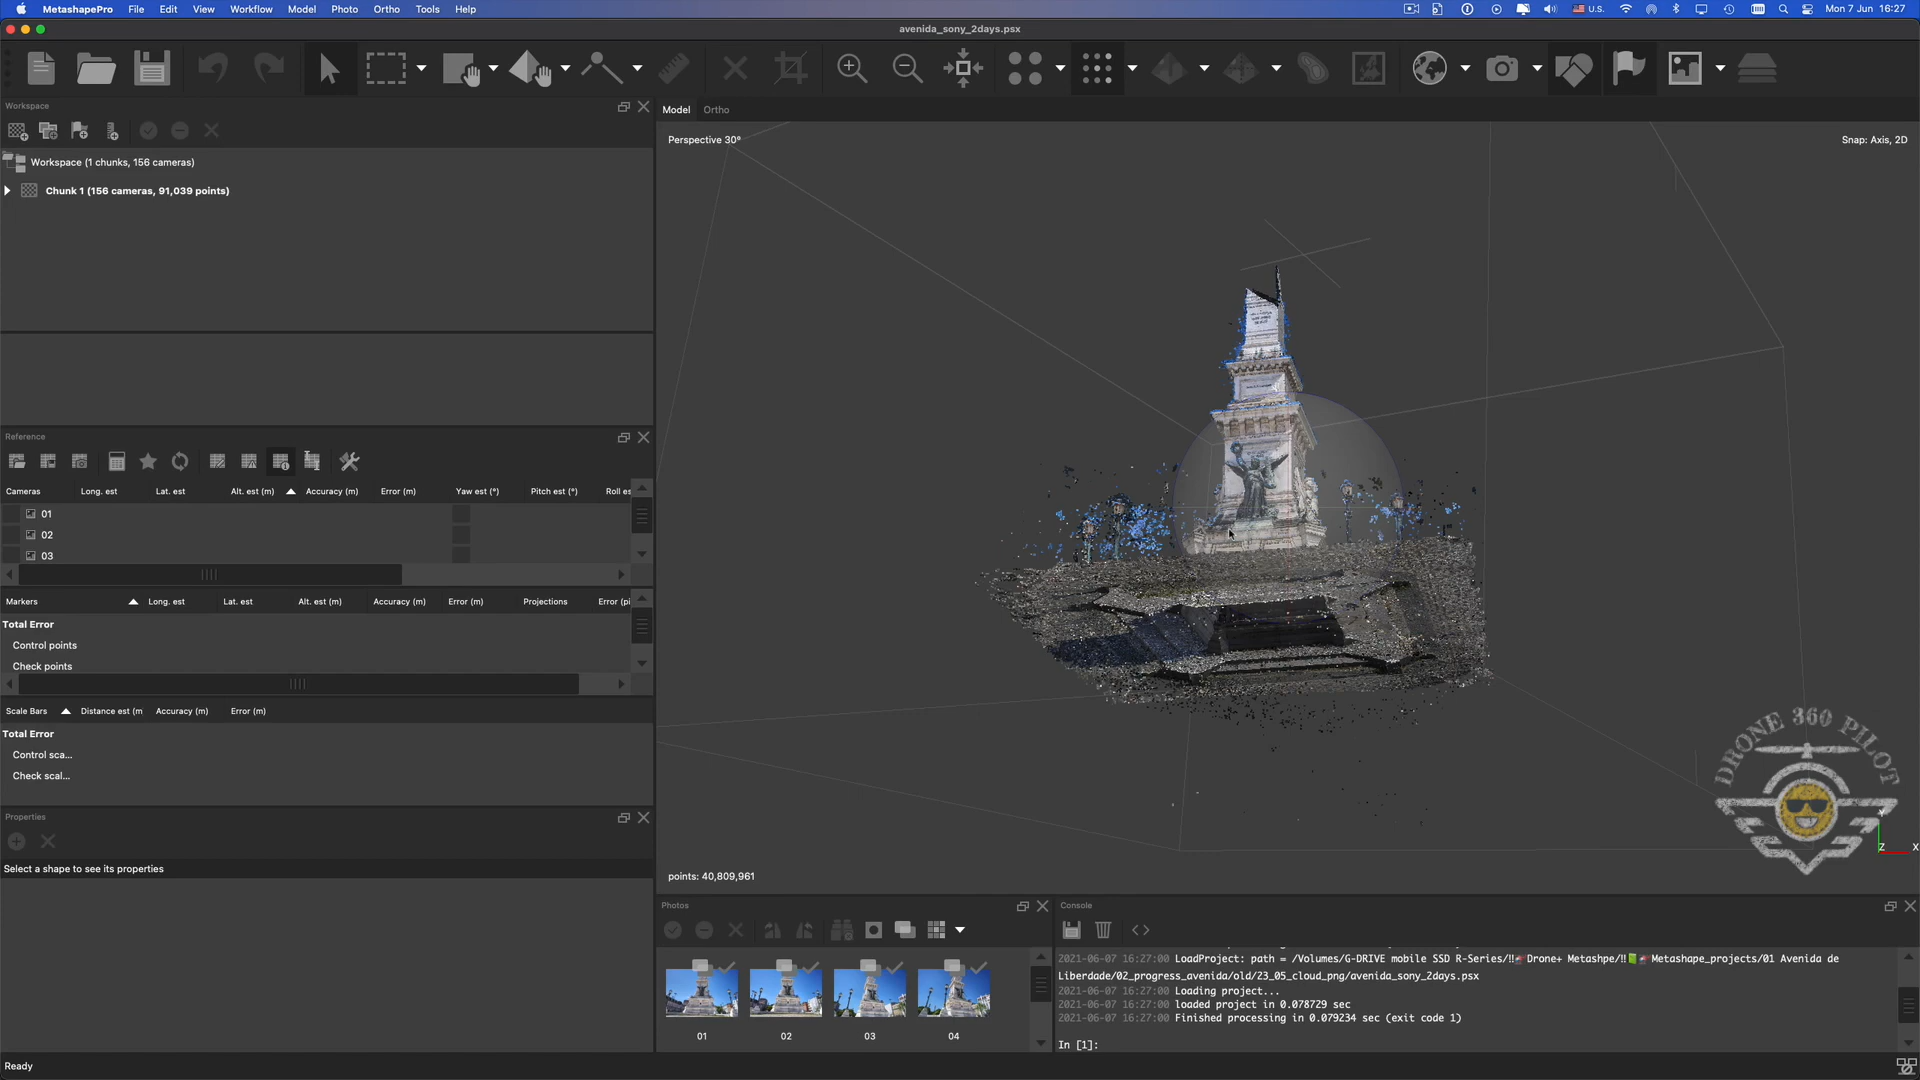 MetashapePro File Edit View Workflow Model Photo Ortho Tools Help U.S. Mon 7 Jun 16:27
avenida_sony_2days.psx
Workspace
Model Ortho
Perspective 30°
Snap: Axis, 2D
Workspace (1 chunks, 156 cameras)
Chunk 1 (156 cameras, 91,039 points)
Reference
Cameras Long. est Lat. est Alt. est (m) Accuracy (m) Error (m) Yaw est (°) Pitch est (°) Roll es
01
02
03
Markers Long. est Lat. est Alt. est (m) Accuracy (m) Error (m) Projections Error (pi
Total Error
Control points
Check points
Scale Bars Distance est (m Accuracy (m) Error (m)
Total Error
Control sca...
Check scal...
DRONE 360 PILOT
Y
Z X
Properties
Select a shape to see its properties
points: 40,809,961
Photos
01 02 03 04
Console
2021-06-07 16:27:00 LoadProject: path = /Volumes/G-DRIVE mobile SSD R-Series/‼️Drone+ Metashpe/‼️📗Metashape_projects/01 Avenida de
Liberdade/02_progress_avenida/old/23_05_cloud_png/avenida_sony_2days.psx
2021-06-07 16:27:00 Loading project...
2021-06-07 16:27:00 loaded project in 0.078729 sec
2021-06-07 16:27:00 Finished processing in 0.079234 sec (exit code 1)
In [1]:
Ready